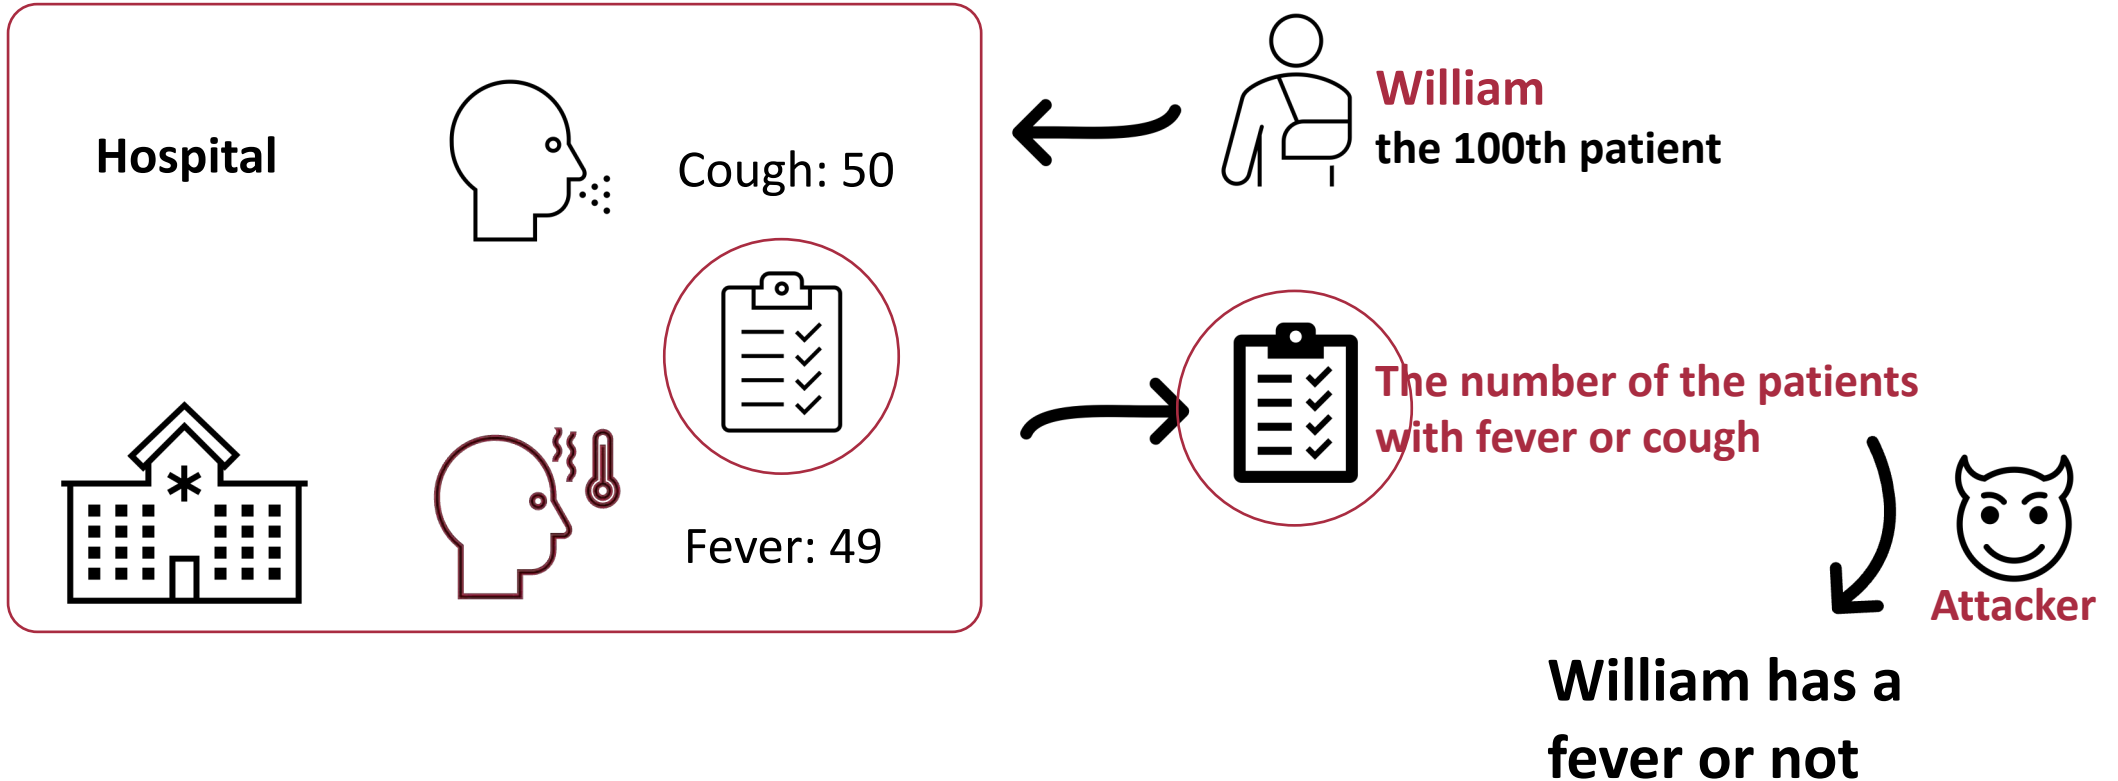 Hospital
Cough: 50
Fever: 49
William
the 100th patient
The number of the patients
with fever or cough
Attacker
William has a
fever or not